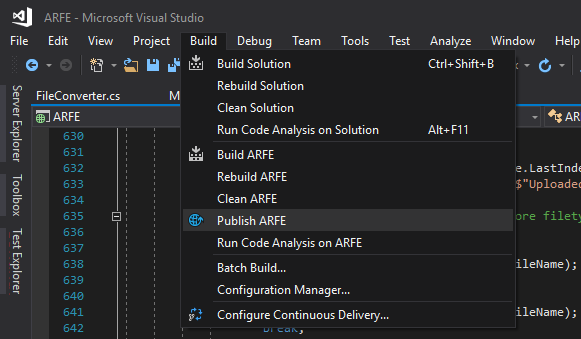 ARFE - Microsoft Visual Studio
File Edit View Project Build Debug Team Tools Test Analyze Window Help
Build Solution Ctrl+Shift+B
Rebuild Solution
Clean Solution
Run Code Analysis on Solution Alt+F11
Build ARFE
Rebuild ARFE
Clean ARFE
Publish ARFE
Run Code Analysis on ARFE
Batch Build...
Configuration Manager...
Configure Continuous Delivery...
FileConverter.cs
ARFE
Server Explorer
Toolbox
Test Explorer
630
631
632 e.LastInde
633 $"Uploaded
634
635 ore filety
636
637
638 ileName);
639
640
641 ileName);
642 break;